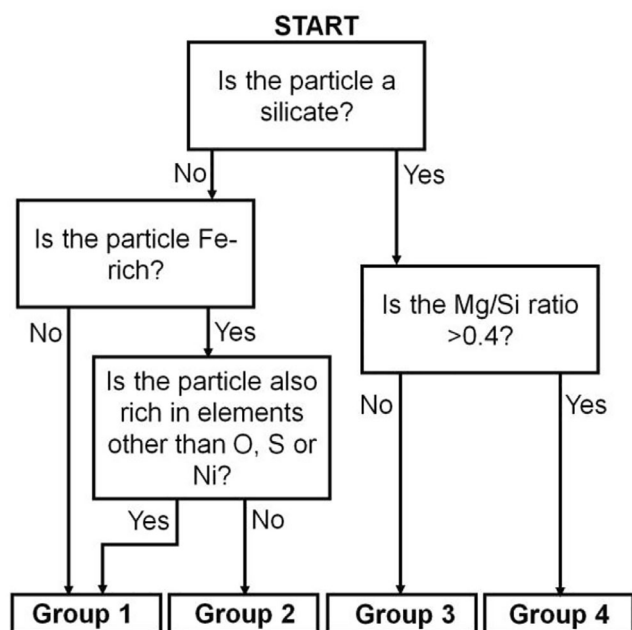 START
Is the particle a
silicate?
No
Yes
Is the particle Fe-
rich?
Is the Mg/Si ratio
>0.4?
No
Yes
Is the particle also
rich in elements
other than O, S or
Ni?
No
Yes
Yes
No
Group 1
Group 2
Group 3
Group 4